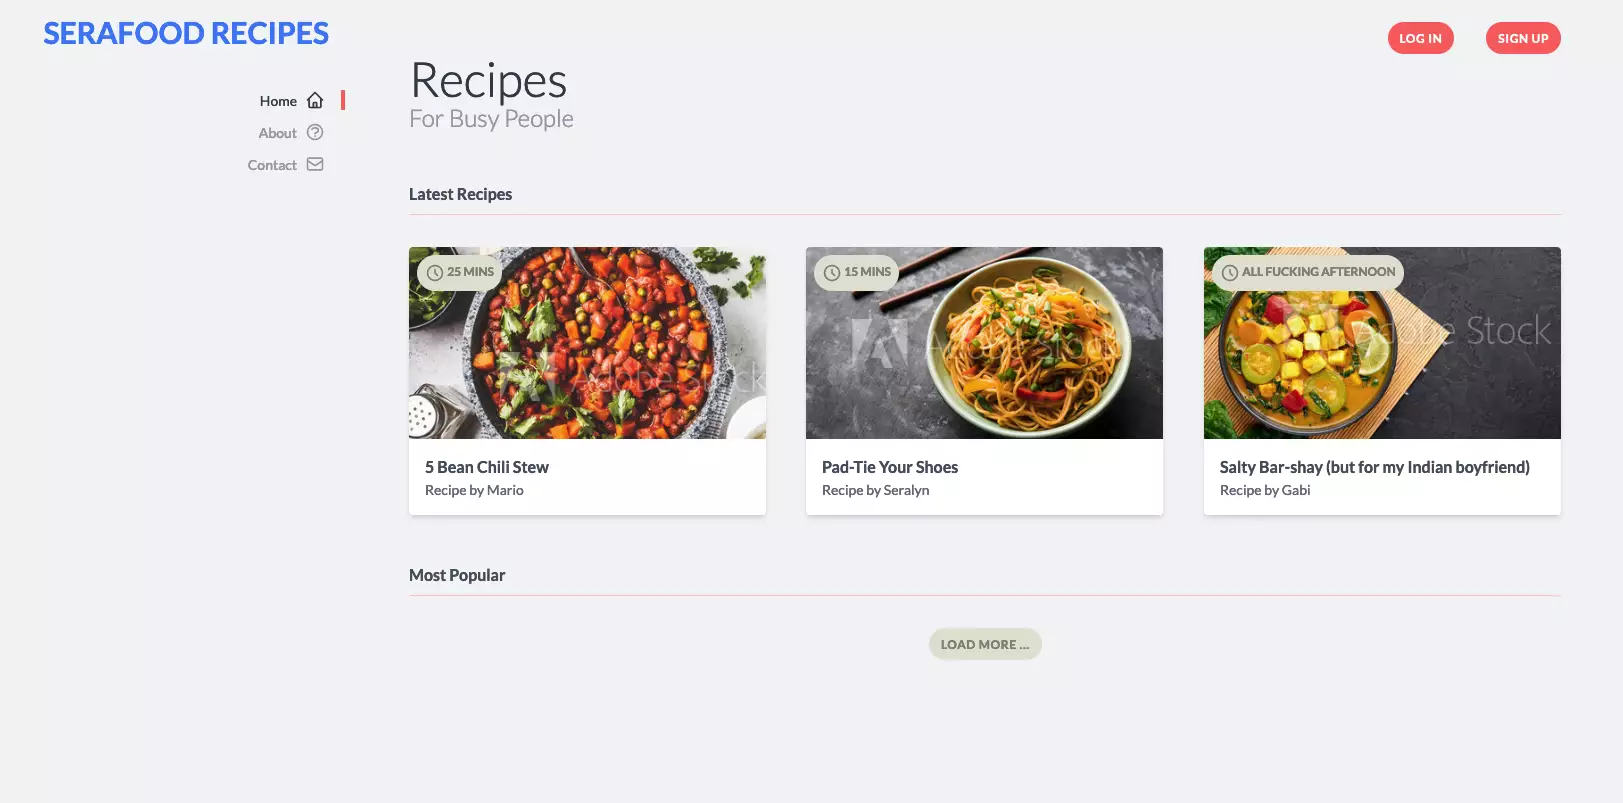 SERAFOOD RECIPES
LOG IN
SIGN UP
Home
About
Contact
Recipes
For Busy People
Latest Recipes
25 MINS
Adobe Stock
5 Bean Chili Stew
Recipe by Mario
15 MINS
Adobe Stock
Pad-Tie Your Shoes
Recipe by Seralyn
ALL FUCKING AFTERNOON
Adobe Stock
Salty Bar-shay (but for my Indian boyfriend)
Recipe by Gabi
Most Popular
LOAD MORE ...